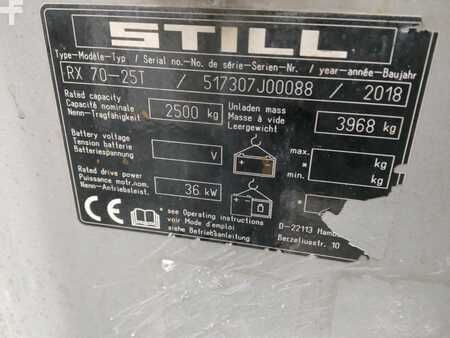 STILL
Type-Modèle-Typ / Serial no.-No. de série-Serien-Nr. / year-année-Baujahr
RX 70-25T / 517307J00088 / 2018
Rated capacity
Capacité nominale
Nenn-Tragfähigkeit
2500 kg
Unladen mass
Masse à vide
Leergewicht
3968 kg
Battery voltage
Tension batterie
Batteriespannung
V
max. kg
*
min. kg
Rated drive power
Puissance motr.nom.
Nenn-Antriebsleist.
36 kW
CE
* see Operating instructions
voir Mode d'emploi
siehe Betriebsanleitung
D-22113 Hamb
Berzeliusstr. 10